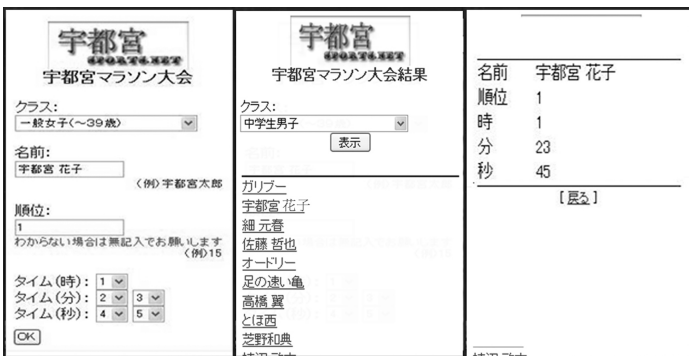 宇都宮
SPORTS.NET
宇都宮マラソン大会
クラス:
一般女子(～39歳)
名前:
宇都宮 花子
(例)宇都宮太郎
順位:
1
わからない場合は無記入でお願いします
(例)15
タイム(時): 1
タイム(分): 2 3
タイム(秒): 4 5
OK
宇都宮
SPORTS.NET
宇都宮マラソン大会結果
クラス:
中学生男子
表示
ガリブー
宇都宮花子
細 元春
佐藤 哲也
オードリー
足の速い亀
高橋 翼
とほ西
芝野和典
名前 宇都宮 花子
順位 1
時 1
分 23
秒 45
[戻る]